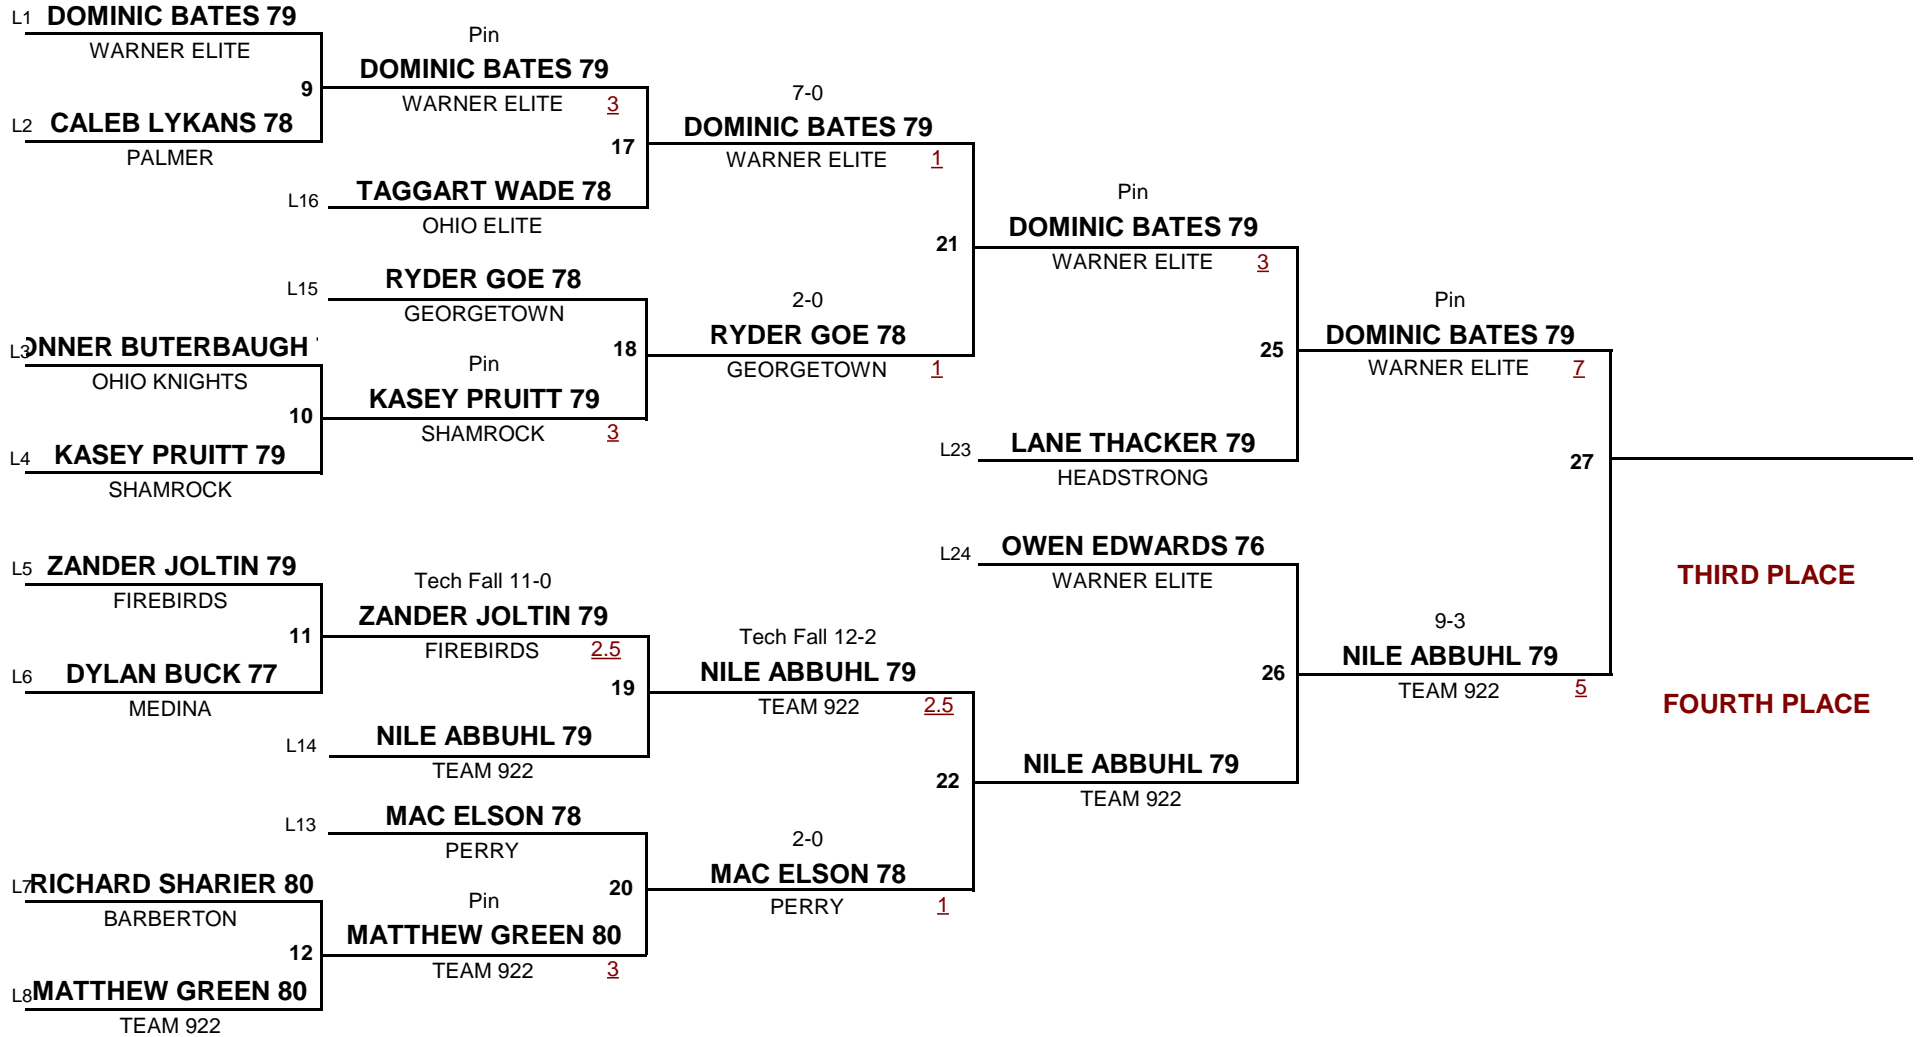 L1 DOMINIC BATES 79
WARNER ELITE
9
L2 CALEB LYKANS 78
PALMER
Pin
DOMINIC BATES 79
WARNER ELITE 3
17
L16 TAGGART WADE 78
OHIO ELITE
7-0
DOMINIC BATES 79
WARNER ELITE 1
21
L15 RYDER GOE 78
GEORGETOWN
18
L3 ONNER BUTERBAUGH
OHIO KNIGHTS
10
L4 KASEY PRUITT 79
SHAMROCK
Pin
KASEY PRUITT 79
SHAMROCK 3
2-0
RYDER GOE 78
GEORGETOWN 1
Pin
DOMINIC BATES 79
WARNER ELITE 3
25
L23 LANE THACKER 79
HEADSTRONG
Pin
DOMINIC BATES 79
WARNER ELITE 7
27
L5 ZANDER JOLTIN 79
FIREBIRDS
11
L6 DYLAN BUCK 77
MEDINA
Tech Fall 11-0
ZANDER JOLTIN 79
FIREBIRDS 2.5
19
L14 NILE ABBUHL 79
TEAM 922
Tech Fall 12-2
NILE ABBUHL 79
TEAM 922 2.5
22
L13 MAC ELSON 78
PERRY
20
L7 RICHARD SHARIER 80
BARBERTON
12
L8 MATTHEW GREEN 80
TEAM 922
Pin
MATTHEW GREEN 80
TEAM 922 3
2-0
MAC ELSON 78
PERRY 1
L24 OWEN EDWARDS 76
WARNER ELITE
26
NILE ABBUHL 79
TEAM 922
9-3
NILE ABBUHL 79
TEAM 922 5
THIRD PLACE
FOURTH PLACE